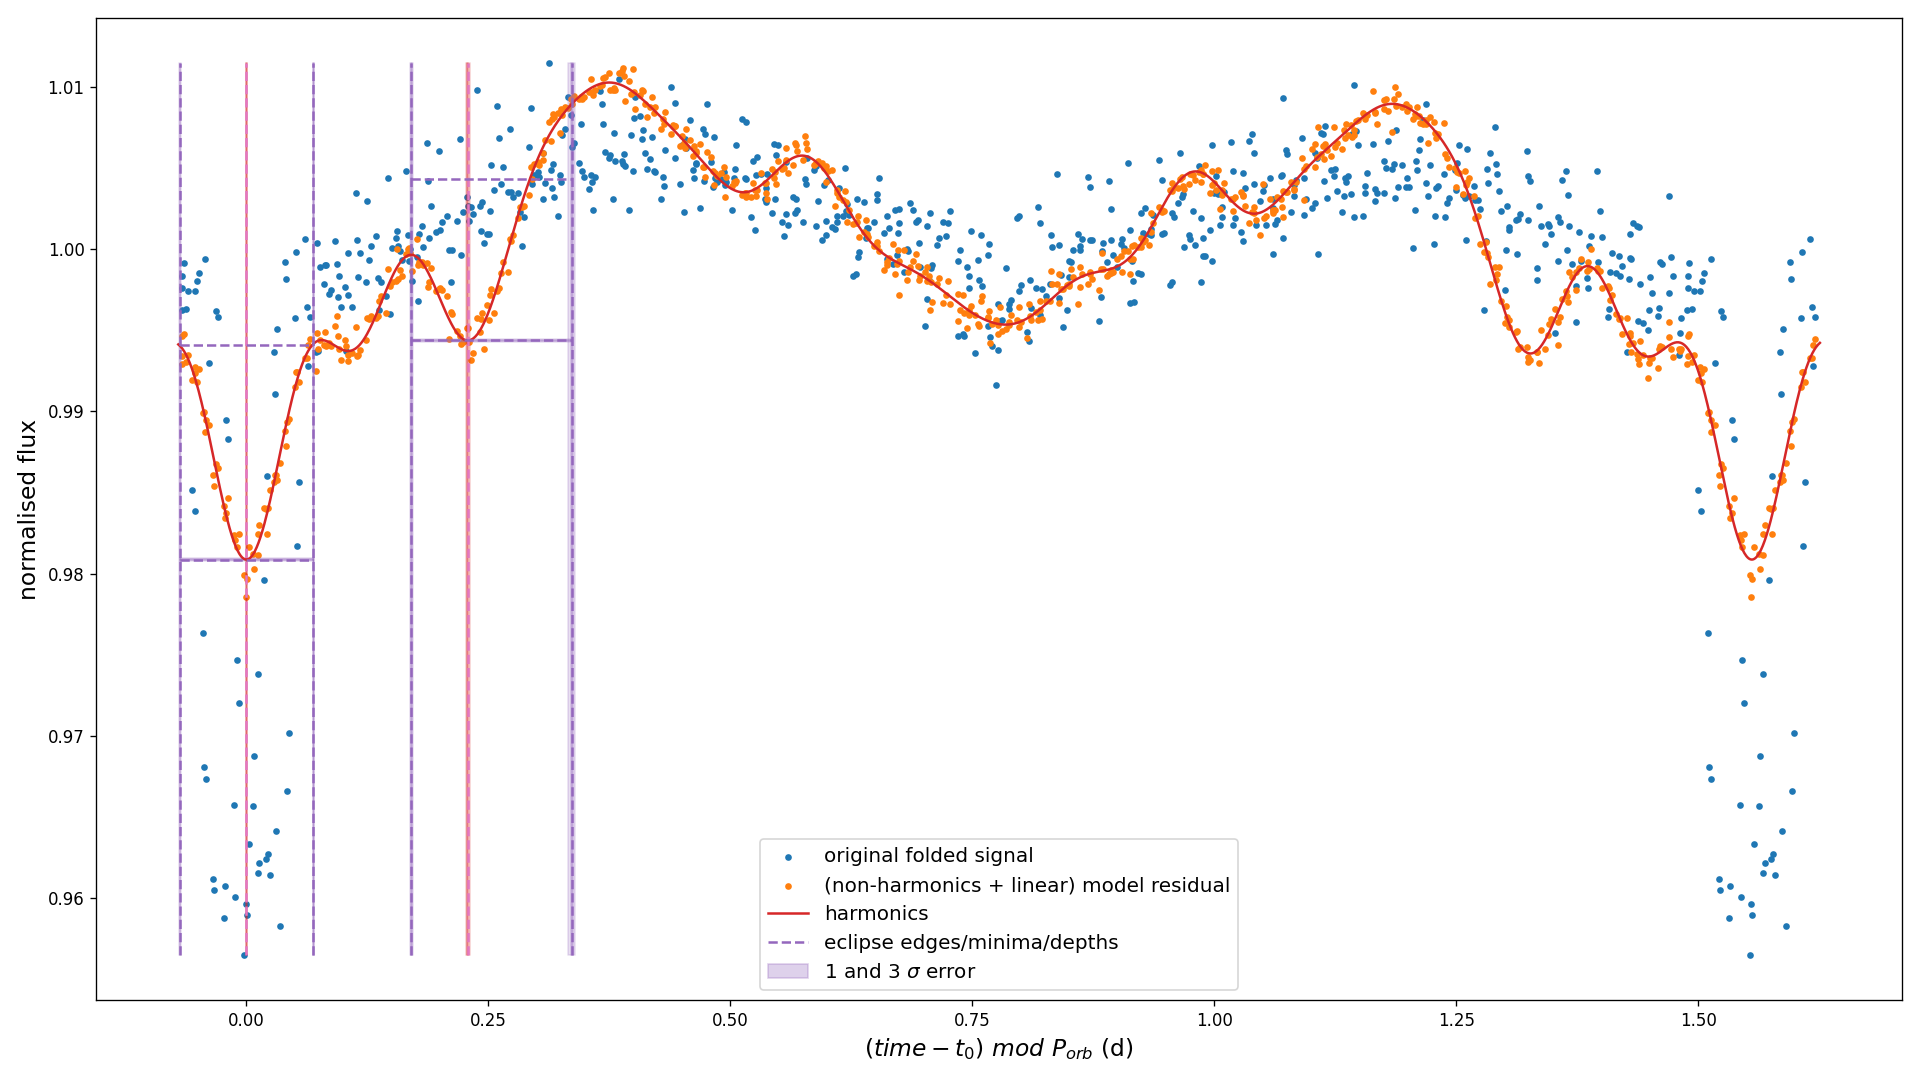 normalised flux
1.01
1.00
0.99
0.98
0.97
0.96
original folded signal
(non-harmonics + linear) model residual
harmonics
eclipse edges/minima/depths
1 and 3 σ error
0.00 0.25 0.50 0.75 1.00 1.25 1.50
(time − t₀) mod P_orb (d)